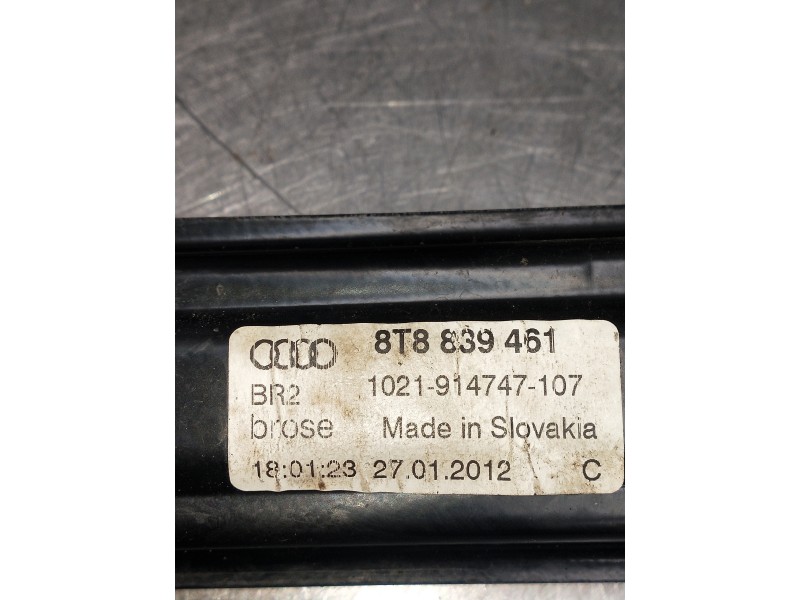 8T8 839 461
BR2 1021-914747-107
brose Made in Slovakia
18:01:23 27.01.2012 C